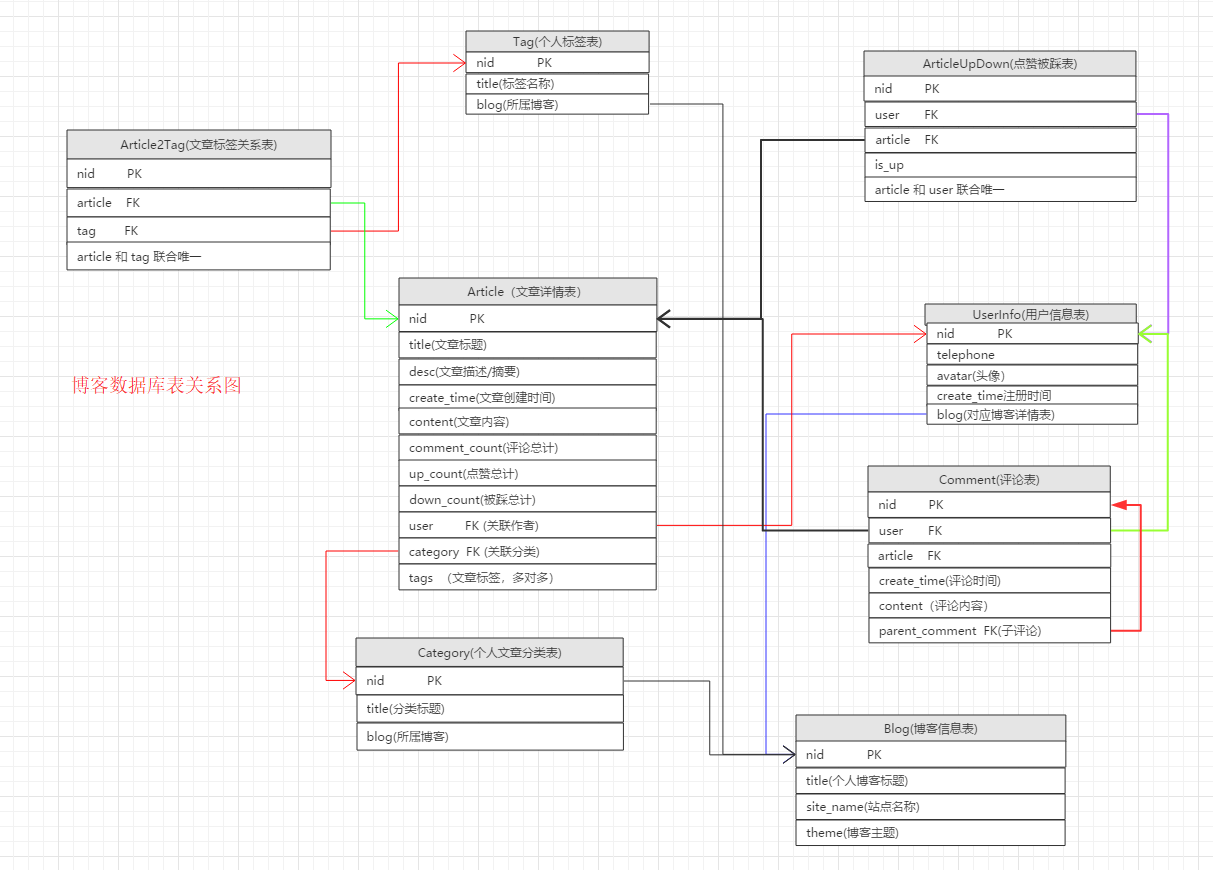 Tag(个人标签表)
nid PK
title(标签名称)
blog(所属博客)
ArticleUpDown(点赞被踩表)
nid PK
user FK
article FK
is_up
article 和 user 联合唯一
Article2Tag(文章标签关系表)
nid PK
article FK
tag FK
article 和 tag 联合唯一
Article（文章详情表）
nid PK
title(文章标题)
desc(文章描述/摘要)
create_time(文章创建时间)
content(文章内容)
comment_count(评论总计)
up_count(点赞总计)
down_count(被踩总计)
user FK (关联作者)
category FK (关联分类)
tags （文章标签，多对多）
UserInfo(用户信息表)
nid PK
telephone
avatar(头像)
create_time注册时间
blog(对应博客详情表)
博客数据库表关系图
Comment(评论表)
nid PK
user FK
article FK
create_time(评论时间)
content（评论内容）
parent_comment FK(子评论)
Category(个人文章分类表)
nid PK
title(分类标题)
blog(所属博客)
Blog(博客信息表)
nid PK
title(个人博客标题)
site_name(站点名称)
theme(博客主题)